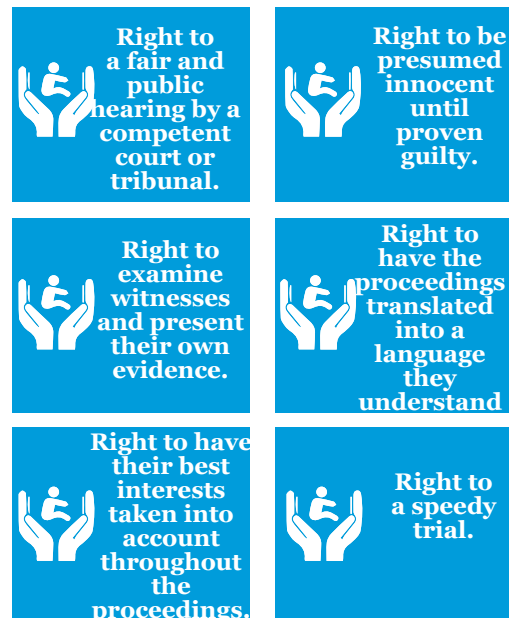 Right to
a fair and
public
hearing by a
competent
court or
tribunal.
Right to be
presumed
innocent
until
proven
guilty.
Right to
examine
witnesses
and present
their own
evidence.
Right to
have the
proceedings
translated
into a
language
they
understand
Right to have
their best
interests
taken into
account
throughout
the
proceedings.
Right to
a speedy
trial.